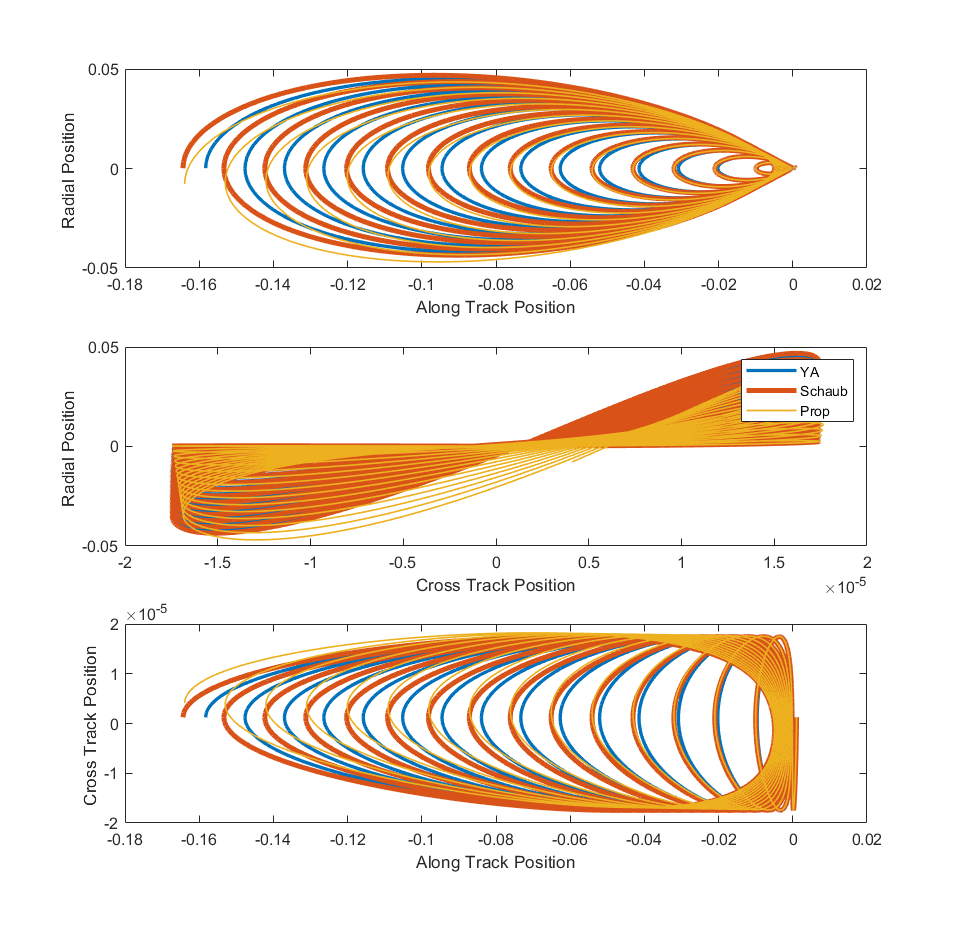 0.05
0
-0.05
Radial Position
-0.18 -0.16 -0.14 -0.12 -0.1 -0.08 -0.06 -0.04 -0.02 0 0.02
Along Track Position
0.05
0
-0.05
Radial Position
YA
Schaub
Prop
-2 -1.5 -1 -0.5 0 0.5 1 1.5 2
Cross Track Position
×10-5
×10-5
2
1
0
-1
-2
Cross Track Position
-0.18 -0.16 -0.14 -0.12 -0.1 -0.08 -0.06 -0.04 -0.02 0 0.02
Along Track Position